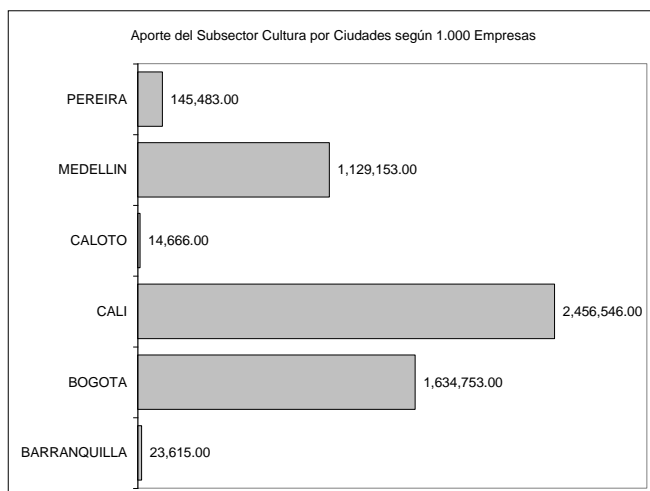 Aporte del Subsector Cultura por Ciudades según 1.000 Empresas
PEREIRA 145,483.00
MEDELLIN 1,129,153.00
CALOTO 14,666.00
CALI 2,456,546.00
BOGOTA 1,634,753.00
BARRANQUILLA 23,615.00